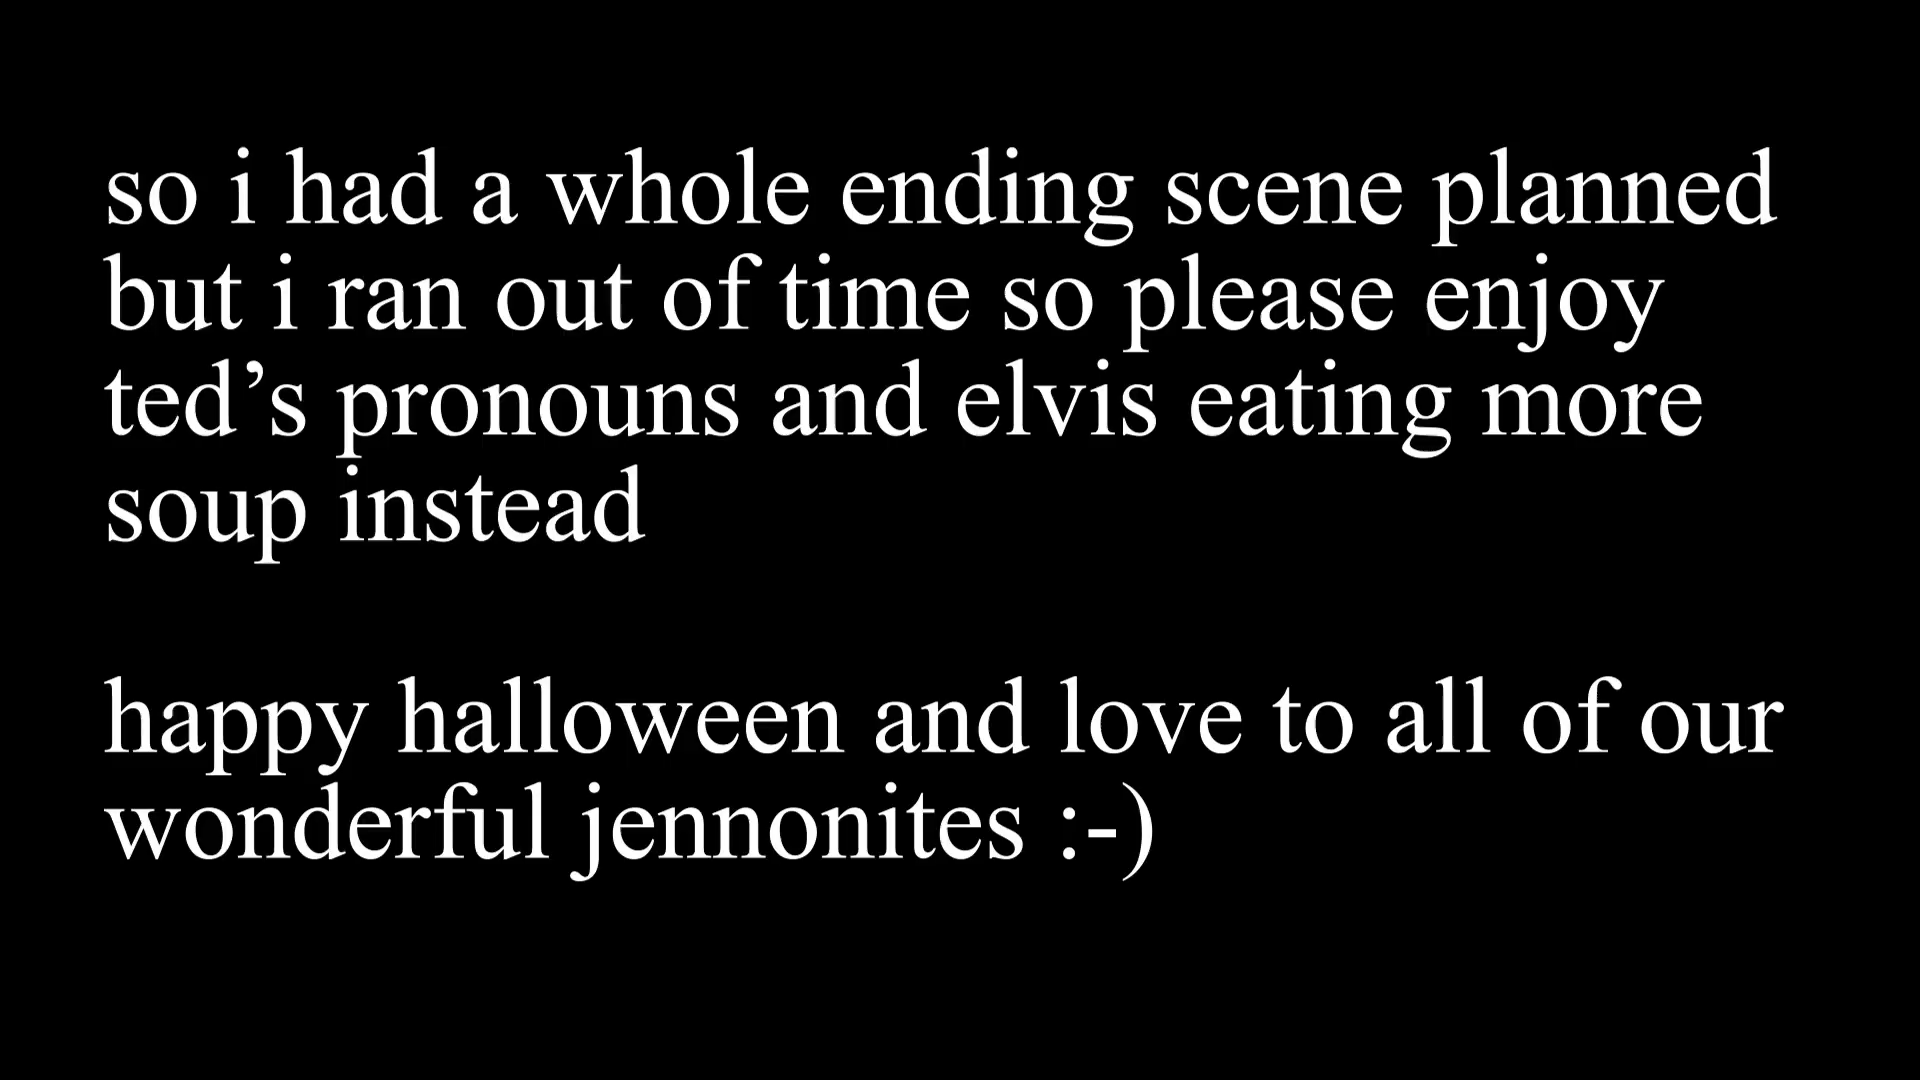 so i had a whole ending scene planned
but i ran out of time so please enjoy
ted’s pronouns and elvis eating more
soup instead
happy halloween and love to all of our
wonderful jennonites :-)